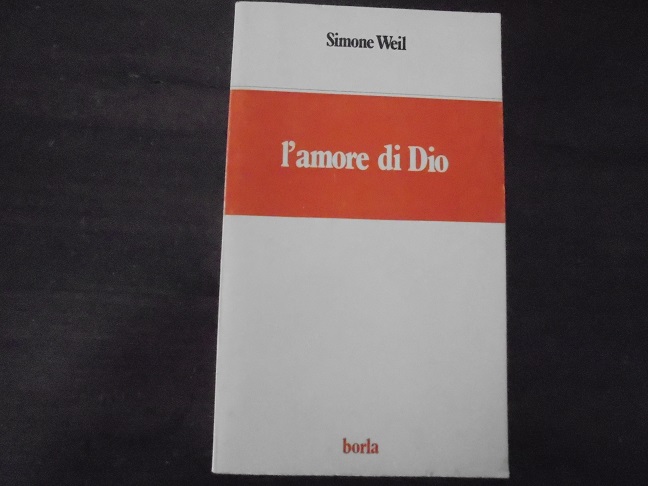 Simone Weil
l'amore di Dio
borla